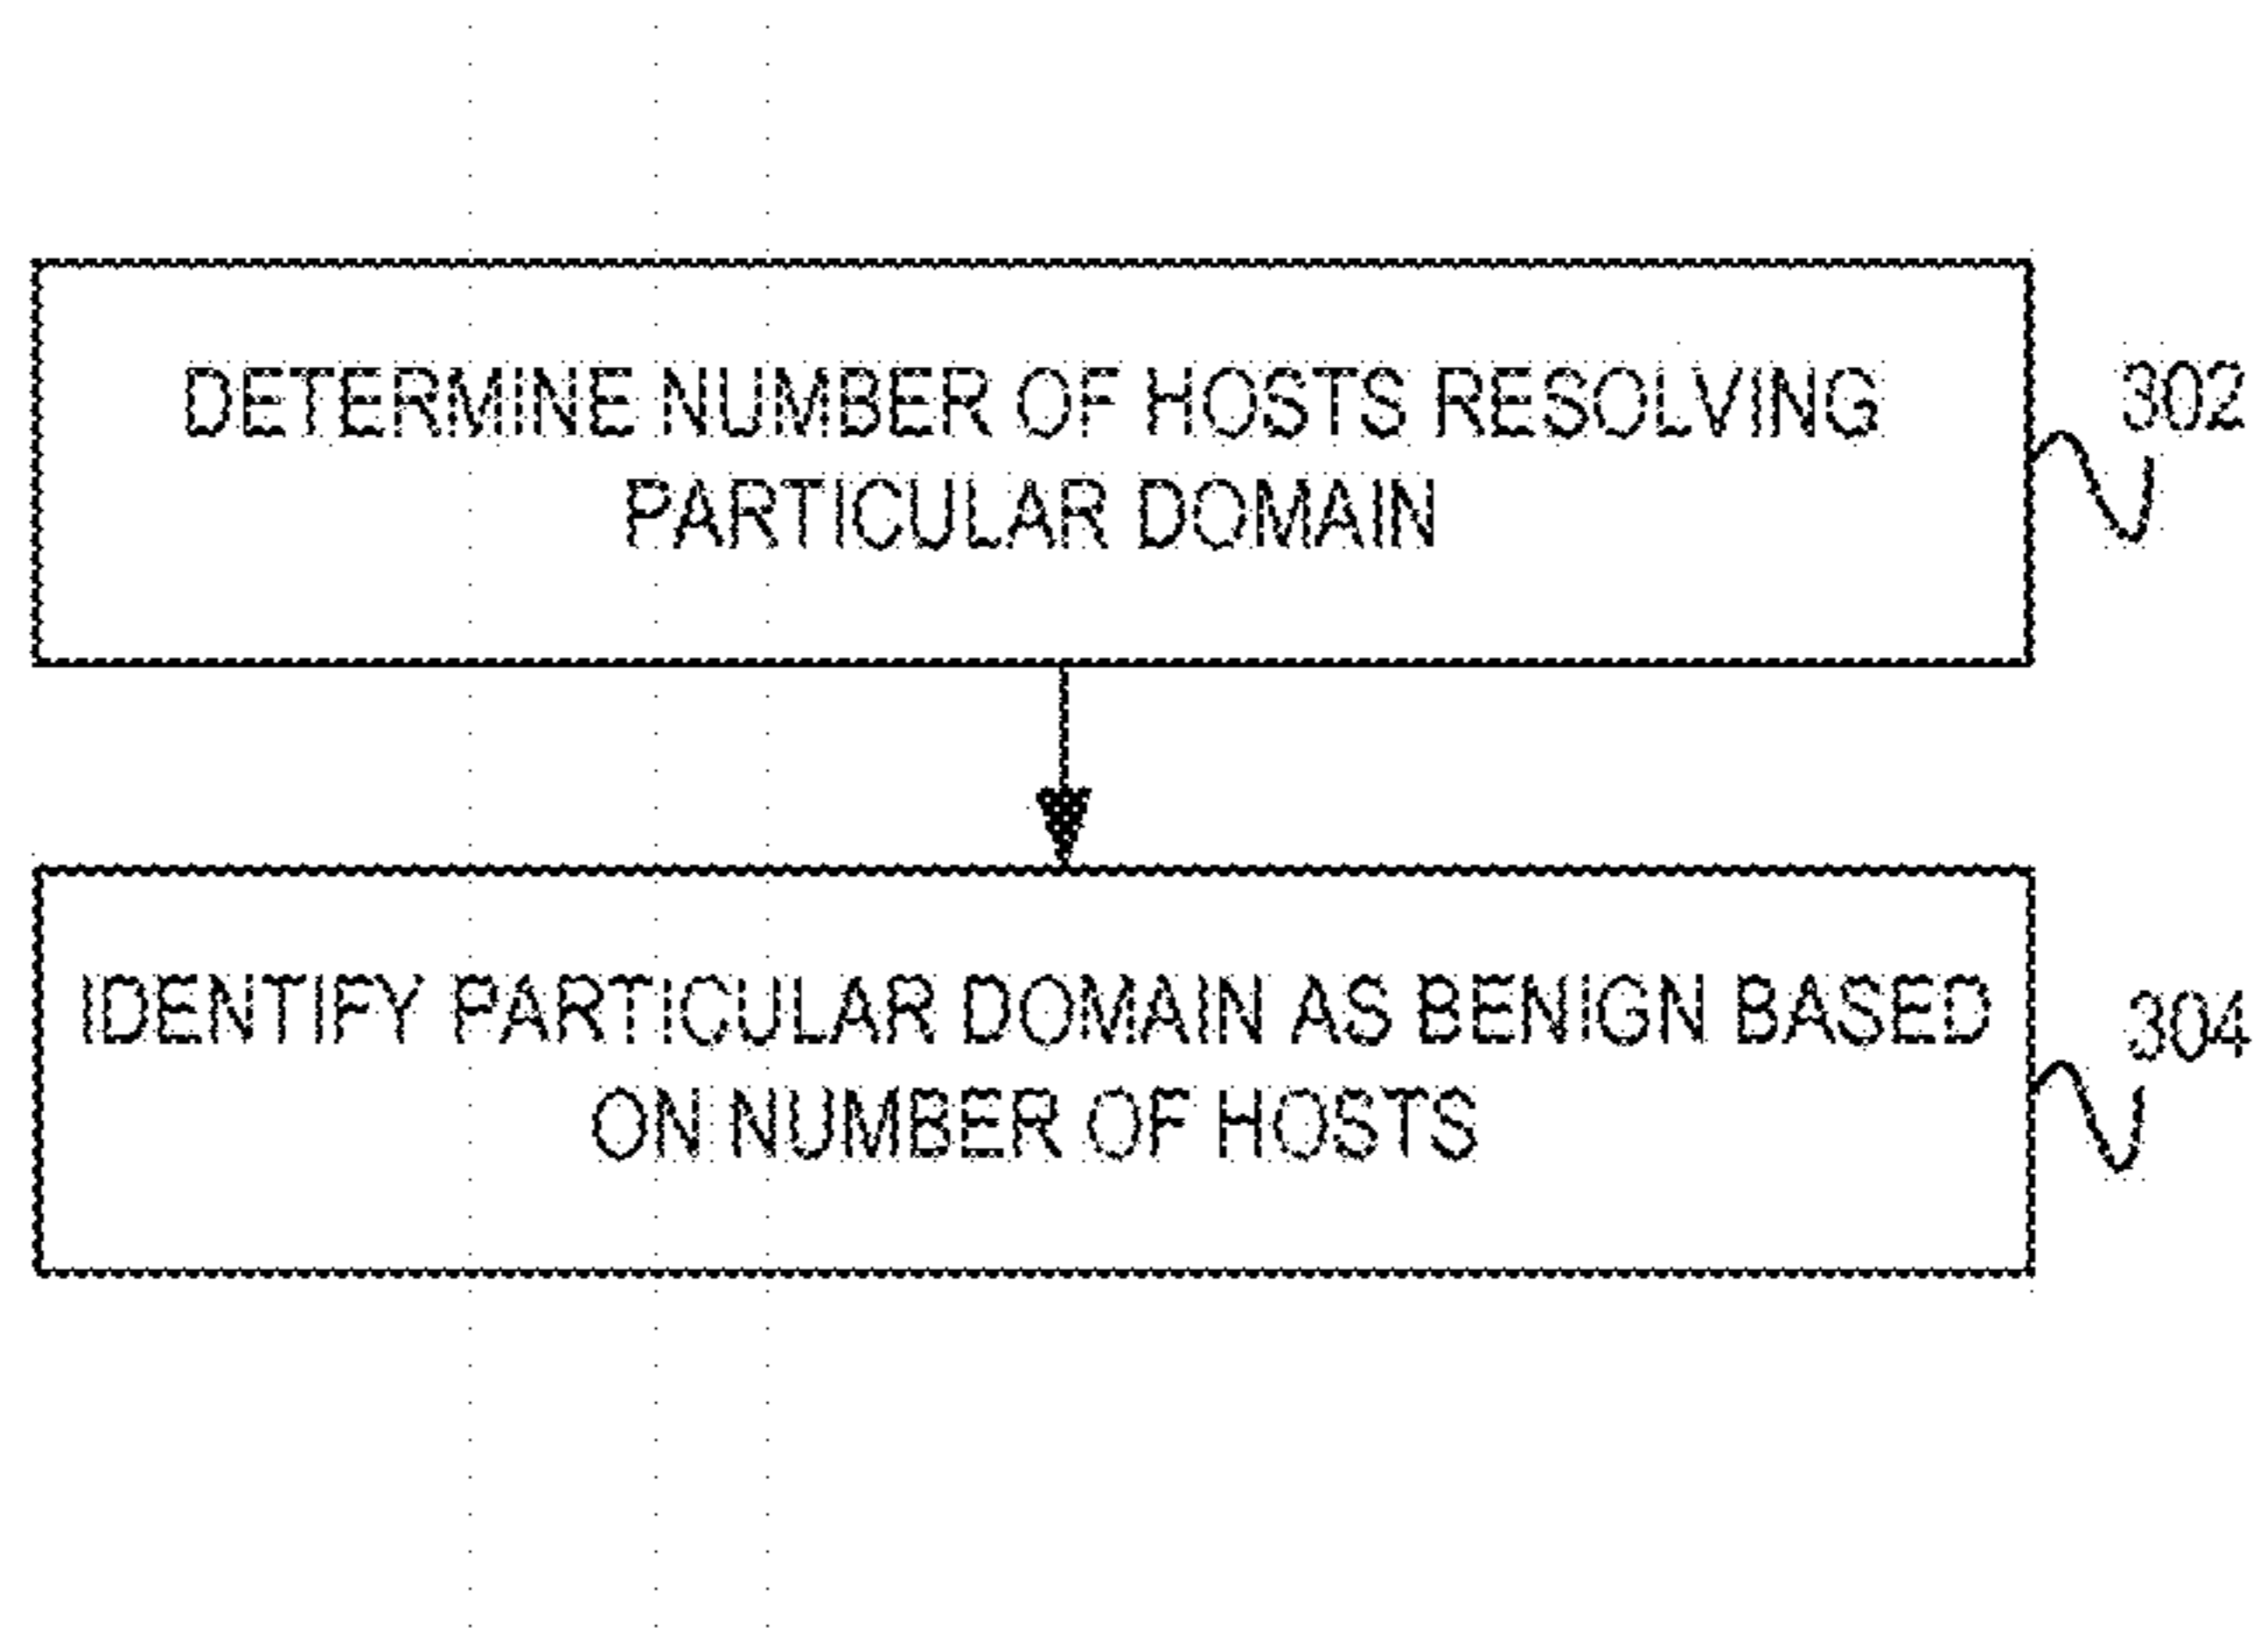 DETERMINE NUMBER OF HOSTS RESOLVING
PARTICULAR DOMAIN
302
IDENTIFY PARTICULAR DOMAIN AS BENIGN BASED
ON NUMBER OF HOSTS
304